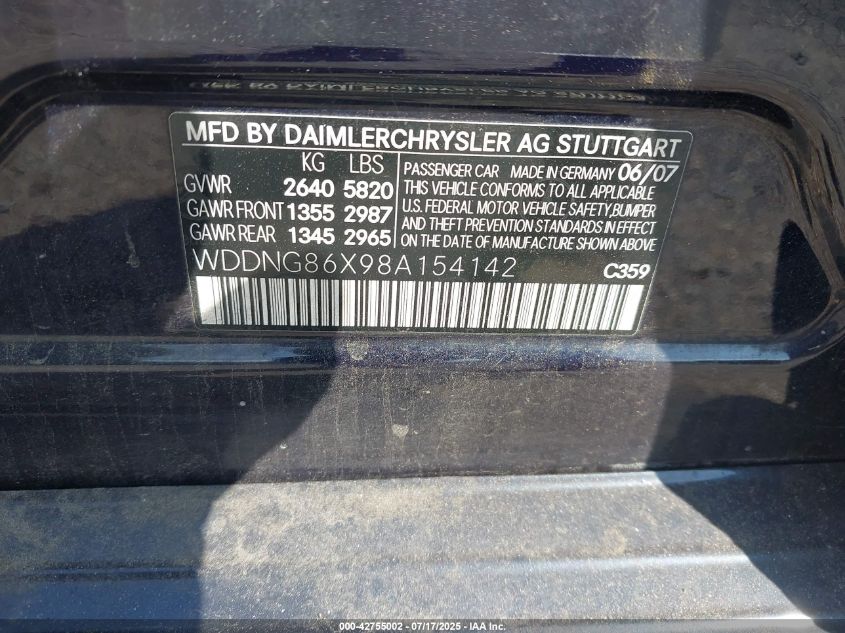 MFD BY DAIMLERCHRYSLER AG STUTTGART
KG LBS
GVWR 2640 5820
GAWR FRONT 1355 2987
GAWR REAR 1345 2965
PASSENGER CAR MADE IN GERMANY 06/07
THIS VEHICLE CONFORMS TO ALL APPLICABLE
U.S. FEDERAL MOTOR VEHICLE SAFETY,BUMPER
AND THEFT PREVENTION STANDARDS IN EFFECT
ON THE DATE OF MANUFACTURE SHOWN ABOVE
WDDNG86X98A154142 C359
000-42755002 - 07/17/2025 - IAA Inc.